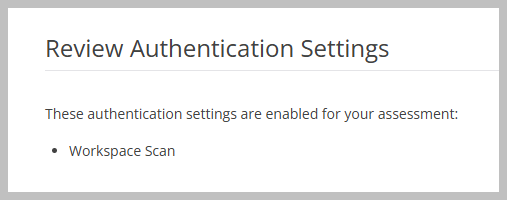 Review Authentication Settings
These authentication settings are enabled for your assessment:
• Workspace Scan